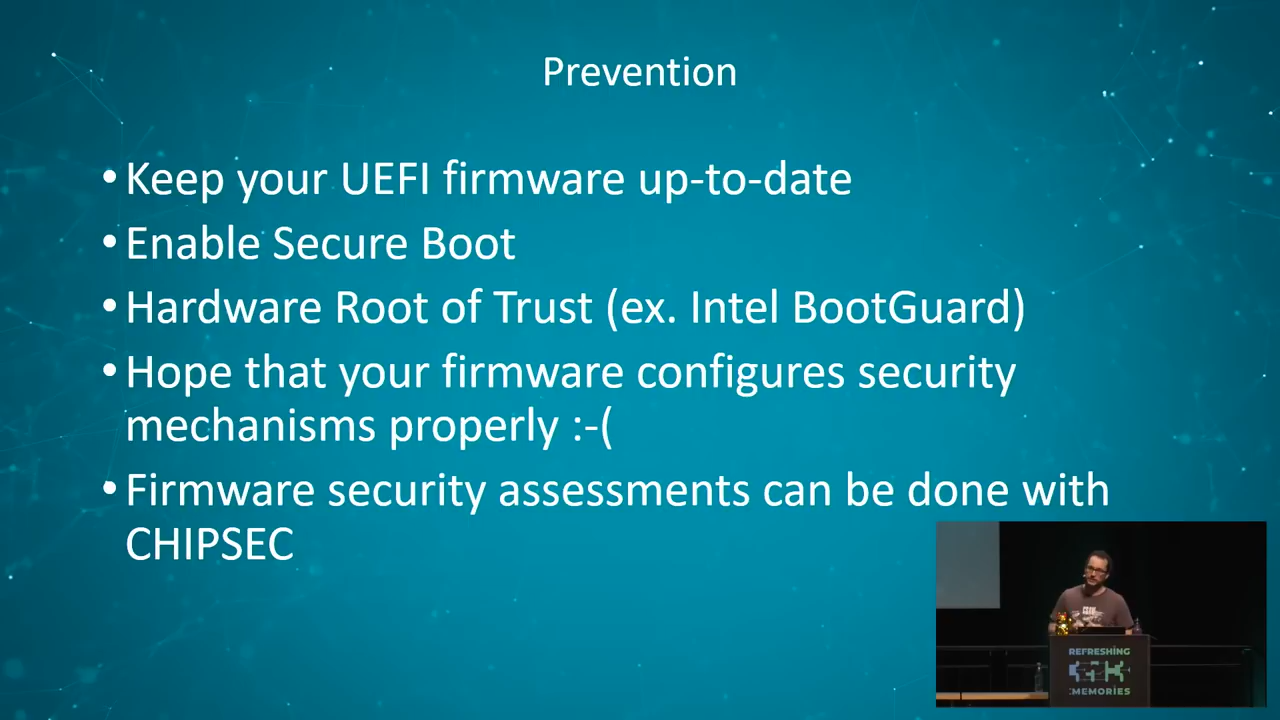 Prevention
•Keep your UEFI firmware up-to-date
•Enable Secure Boot
•Hardware Root of Trust (ex. Intel BootGuard)
•Hope that your firmware configures security
mechanisms properly :-(
•Firmware security assessments can be done with
CHIPSEC
REFRESHING
:MEMORIES